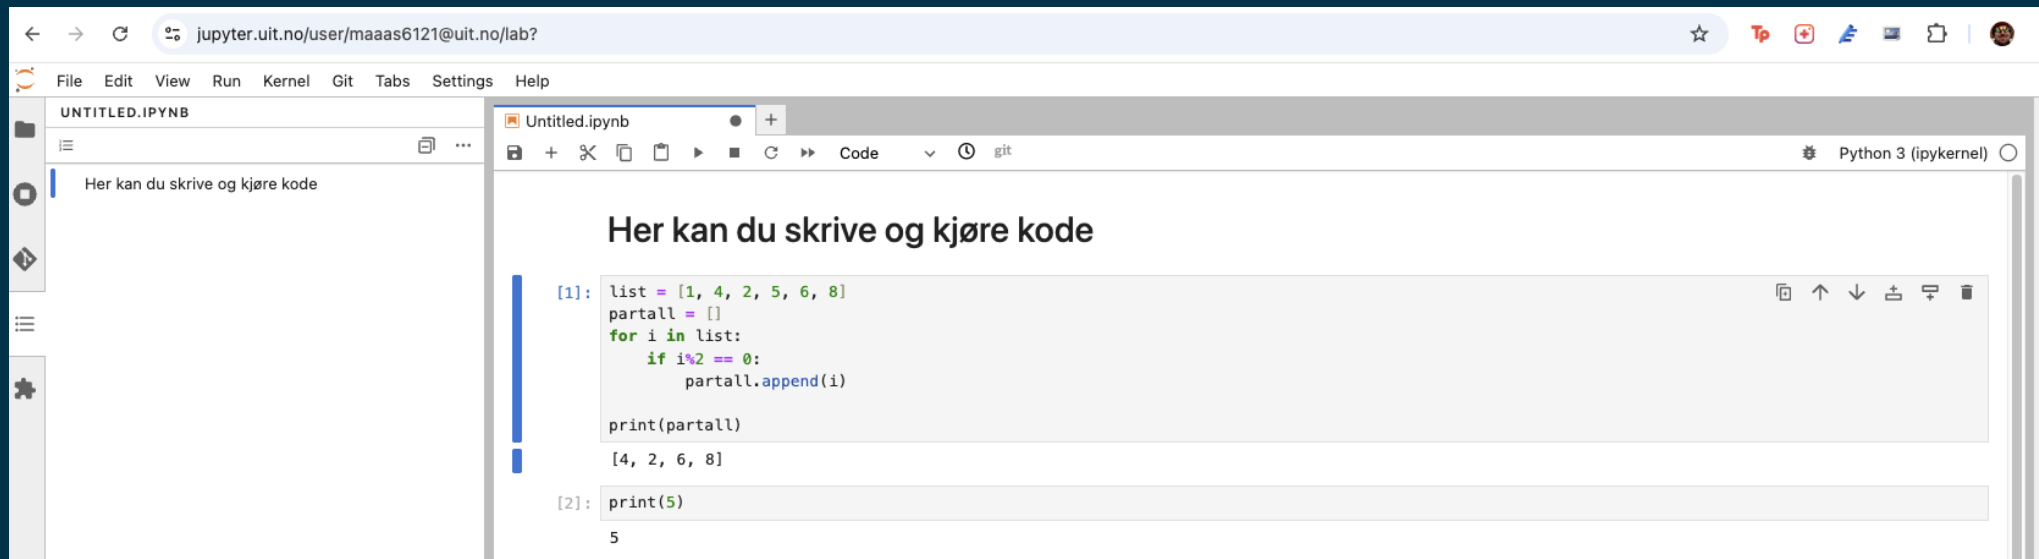 jupyter.uit.no/user/maaas6121@uit.no/lab?
Tp
File Edit View Run Kernel Git Tabs Settings Help
UNTITLED.IPYNB
Her kan du skrive og kjøre kode
Untitled.ipynb
Code
git
Python 3 (ipykernel)
Her kan du skrive og kjøre kode
[1]: list = [1, 4, 2, 5, 6, 8]
partall = []
for i in list:
    if i%2 == 0:
        partall.append(i)
print(partall)
[4, 2, 6, 8]
[2]: print(5)
5